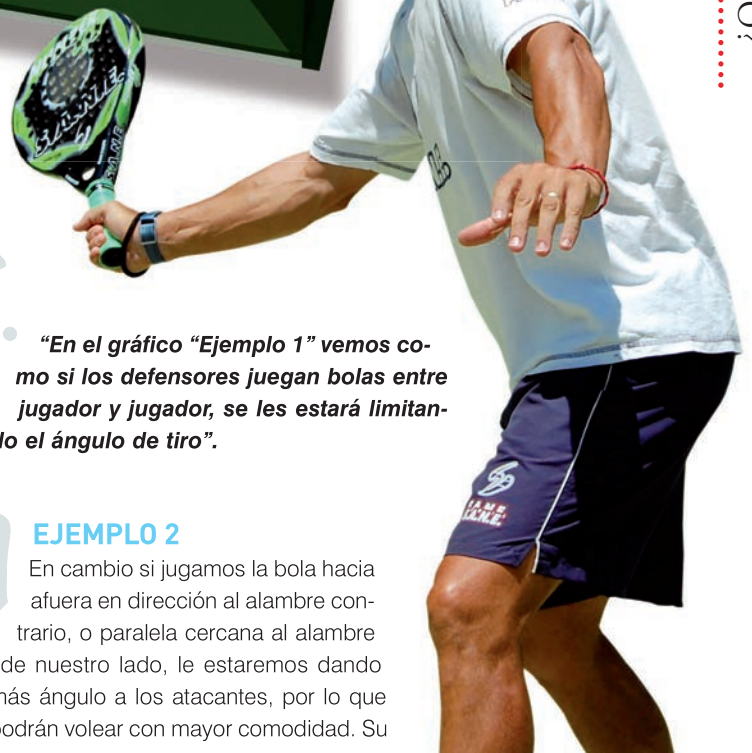 “En el gráfico “Ejemplo 1” vemos co-
mo si los defensores juegan bolas entre
jugador y jugador, se les estará limitan-
do el ángulo de tiro”.
EJEMPLO 2
En cambio si jugamos la bola hacia
afuera en dirección al alambre con-
trario, o paralela cercana al alambre
de nuestro lado, le estaremos dando
más ángulo a los atacantes, por lo que
podrán volear con mayor comodidad. Su